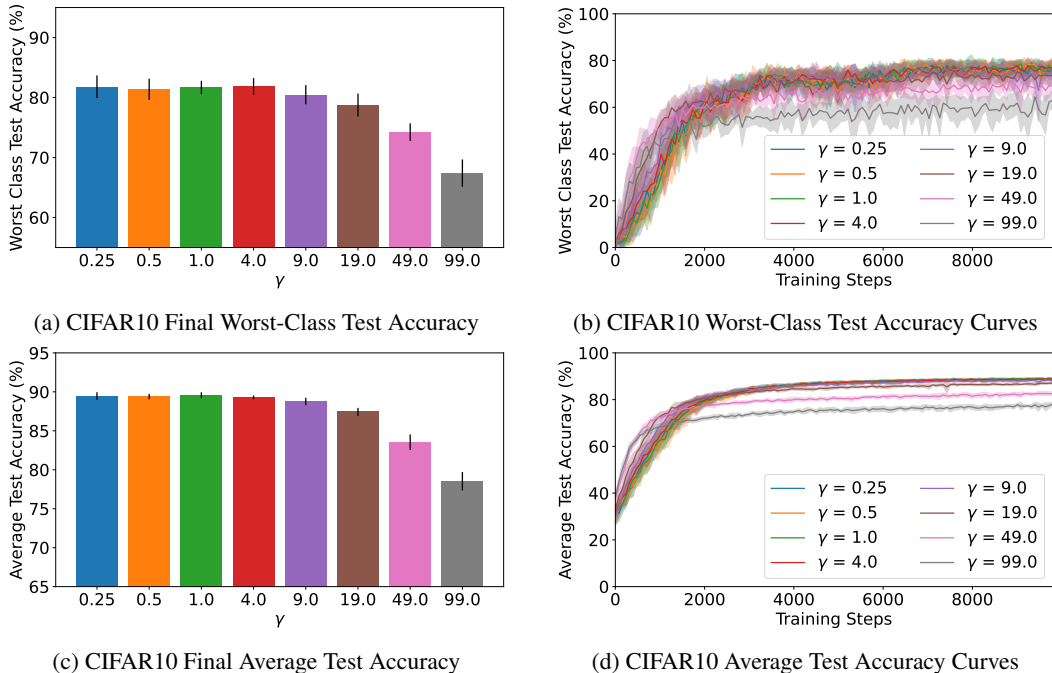 90
80
70
60
Worst Class Test Accuracy (%)
0.25 0.5 1.0 4.0 9.0 19.0 49.0 99.0
γ
(a) CIFAR10 Final Worst-Class Test Accuracy
100
80
60
40
20
0
Worst Class Test Accuracy (%)
γ = 0.25 γ = 9.0
γ = 0.5 γ = 19.0
γ = 1.0 γ = 49.0
γ = 4.0 γ = 99.0
0 2000 4000 6000 8000
Training Steps
(b) CIFAR10 Worst-Class Test Accuracy Curves
95
90
85
80
75
70
65
Average Test Accuracy (%)
0.25 0.5 1.0 4.0 9.0 19.0 49.0 99.0
γ
(c) CIFAR10 Final Average Test Accuracy
100
80
60
40
20
0
Average Test Accuracy (%)
γ = 0.25 γ = 9.0
γ = 0.5 γ = 19.0
γ = 1.0 γ = 49.0
γ = 4.0 γ = 99.0
0 2000 4000 6000 8000
Training Steps
(d) CIFAR10 Average Test Accuracy Curves